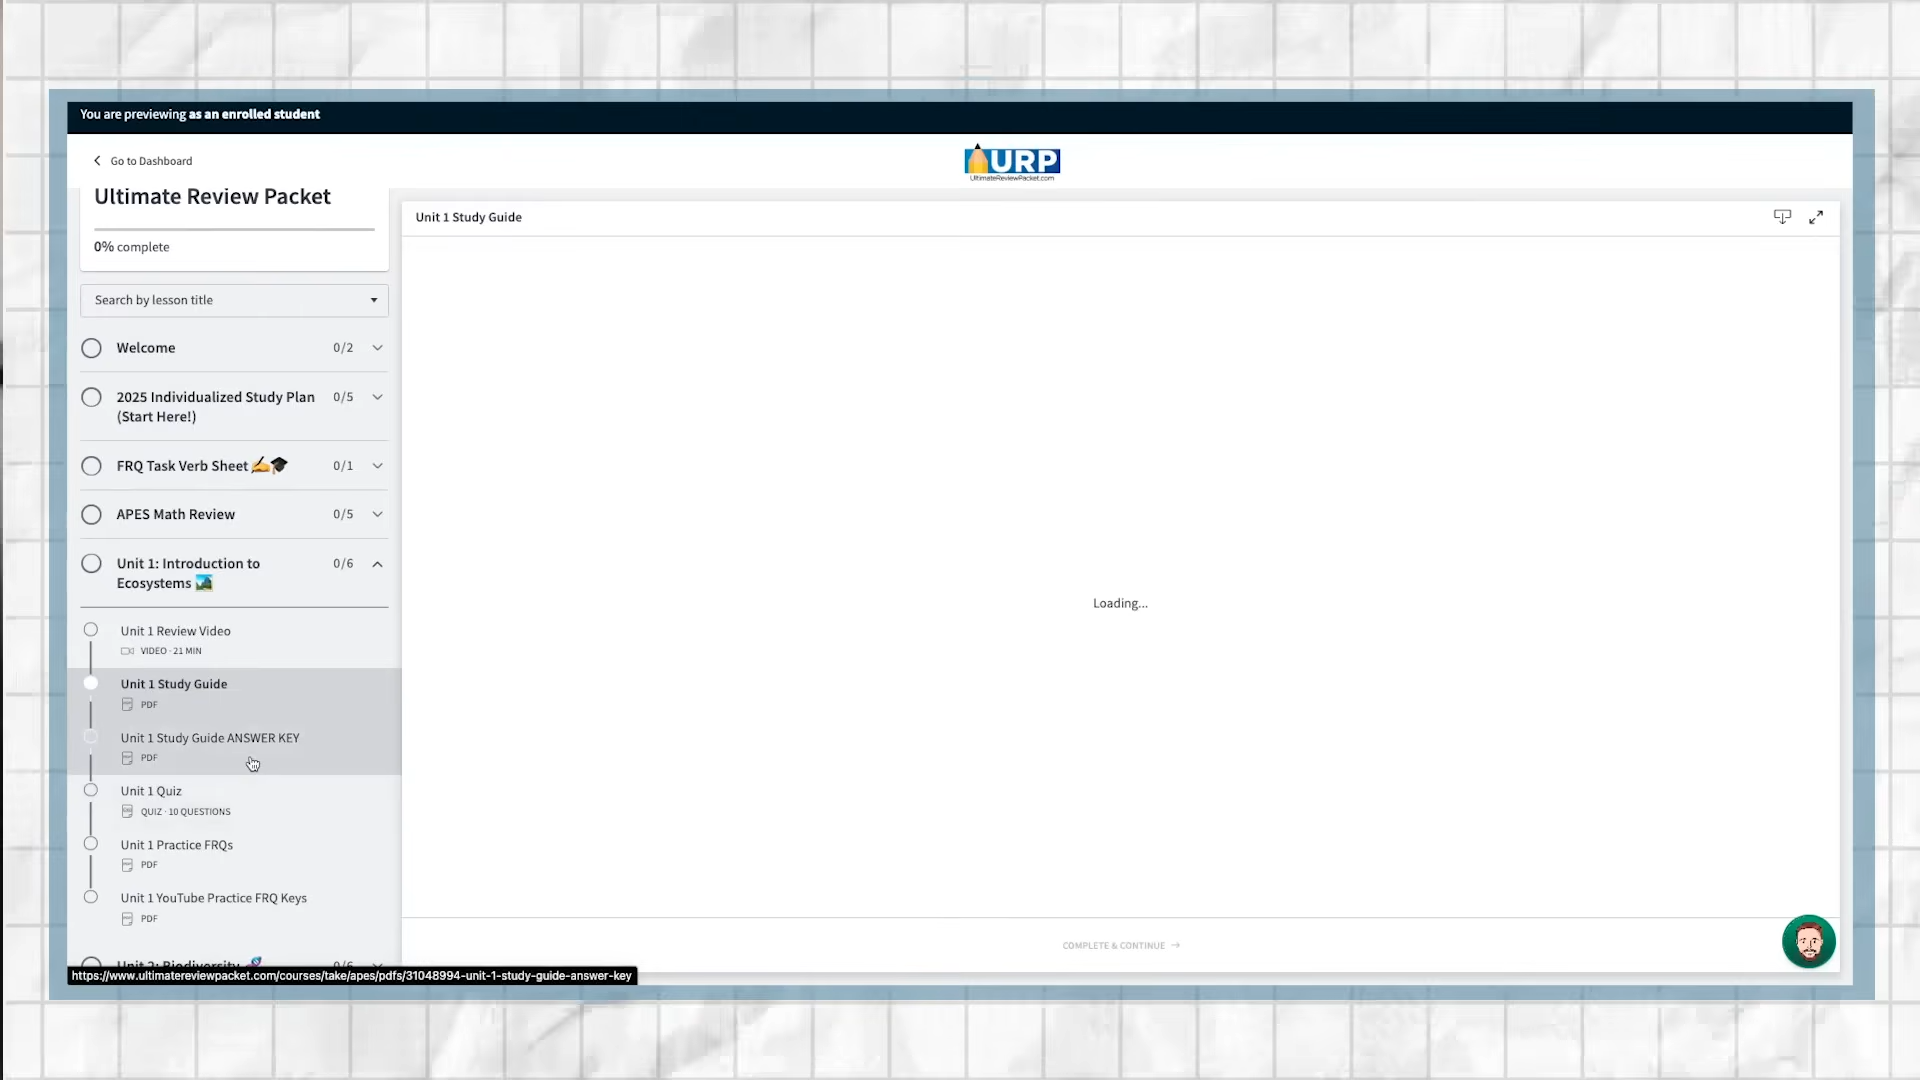 You are previewing as an enrolled student
Go to Dashboard
URP
UltimateReviewPacket.com
Ultimate Review Packet
0% complete
Search by lesson title
Welcome 0/2
2025 Individualized Study Plan 0/5
(Start Here!)
FRQ Task Verb Sheet ✍️🎓 0/1
APES Math Review 0/5
Unit 1: Introduction to 0/6
Ecosystems 🏞️
Unit 1 Review Video
VIDEO · 21 MIN
Unit 1 Study Guide
PDF
Unit 1 Study Guide ANSWER KEY
PDF
Unit 1 Quiz
QUIZ · 10 QUESTIONS
Unit 1 Practice FRQs
PDF
Unit 1 YouTube Practice FRQ Keys
PDF
Unit 2: Biodiversity 🧬 0/6
https://www.ultimatereviewpacket.com/courses/take/apes/pdfs/31048994-unit-1-study-guide-answer-key
Unit 1 Study Guide
Loading...
COMPLETE & CONTINUE →